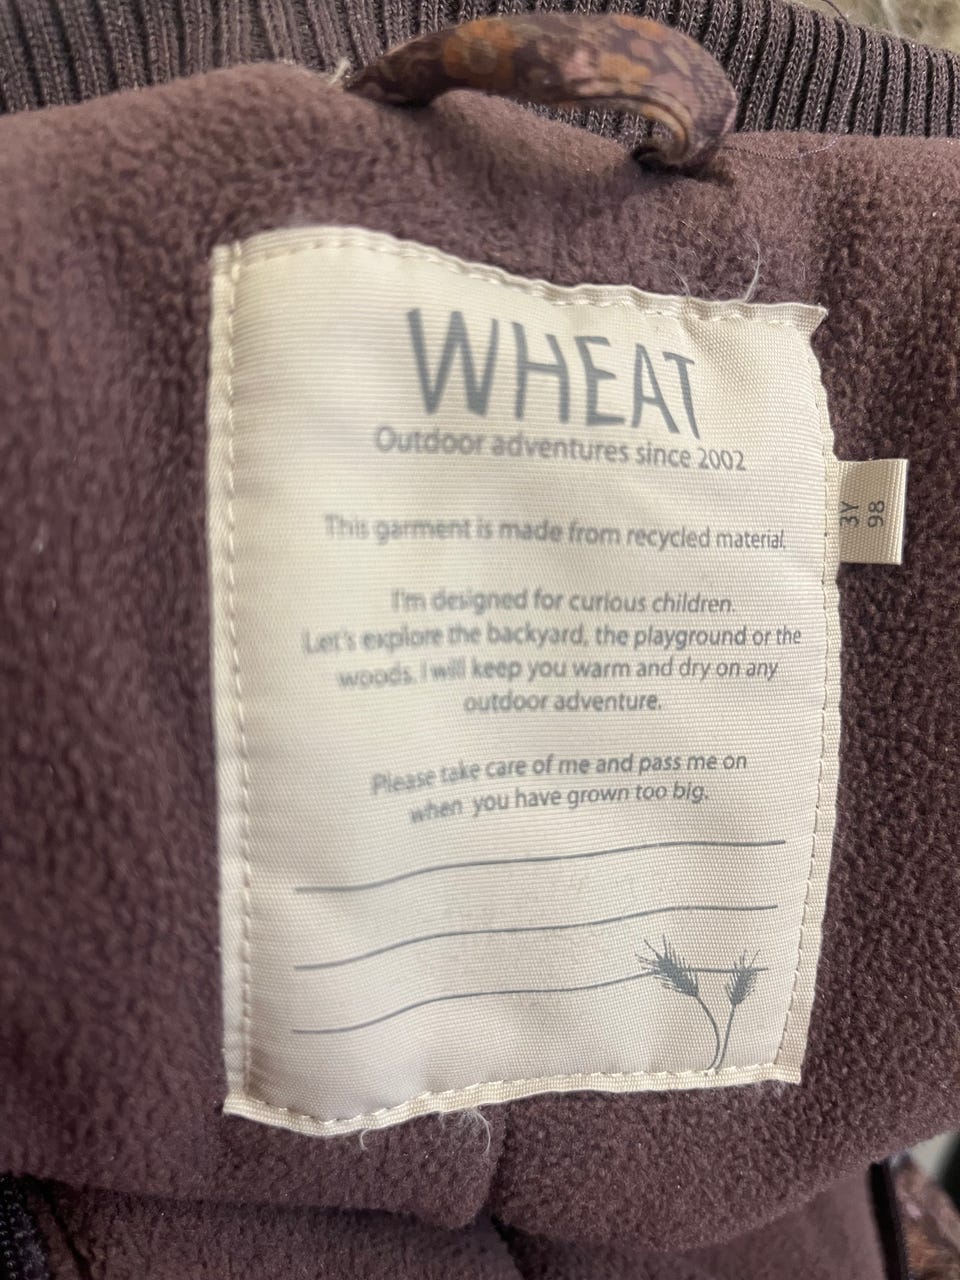 WHEAT
Outdoor adventures since 2002
This garment is made from recycled material.
I'm designed for curious children.
Let's explore the backyard, the playground or the
woods. I will keep you warm and dry on any
outdoor adventure.
Please take care of me and pass me on
when you have grown too big.
3Y
98